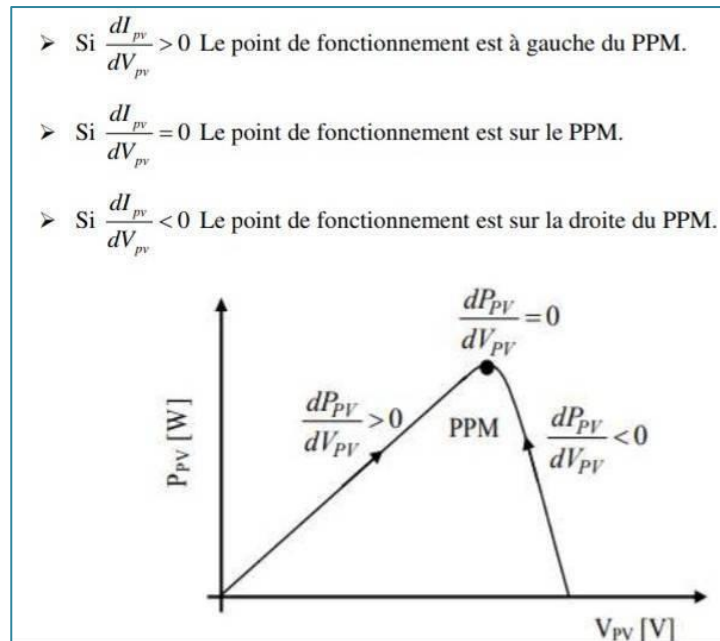 ➢ Si dI_pv/dV_pv > 0 Le point de fonctionnement est à gauche du PPM.
➢ Si dI_pv/dV_pv = 0 Le point de fonctionnement est sur le PPM.
➢ Si dI_pv/dV_pv < 0 Le point de fonctionnement est sur la droite du PPM.
dP_PV/dV_PV = 0
dP_PV/dV_PV > 0
PPM
dP_PV/dV_PV < 0
P_PV [W]
V_PV [V]